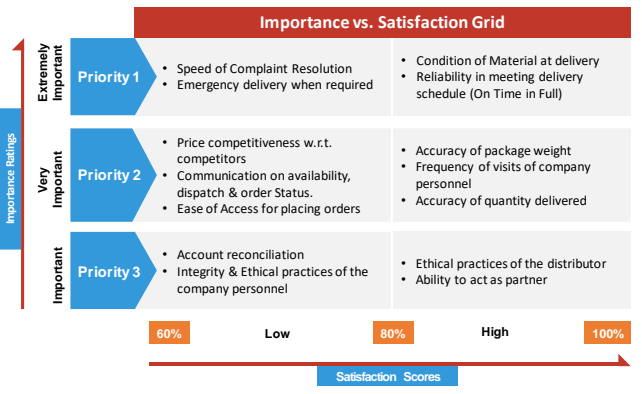 Importance vs. Satisfaction Grid
Importance Ratings
Extremely
Important
Priority 1
• Speed of Complaint Resolution
• Emergency delivery when required
• Condition of Material at delivery
• Reliability in meeting delivery
schedule (On Time in Full)
Very
Important
Priority 2
• Price competitiveness w.r.t.
competitors
• Communication on availability,
dispatch & order Status.
• Ease of Access for placing orders
• Accuracy of package weight
• Frequency of visits of company
personnel
• Accuracy of quantity delivered
Important
Priority 3
• Account reconciliation
• Integrity & Ethical practices of the
company personnel
• Ethical practices of the distributor
• Ability to act as partner
60%
Low
80%
High
100%
Satisfaction Scores